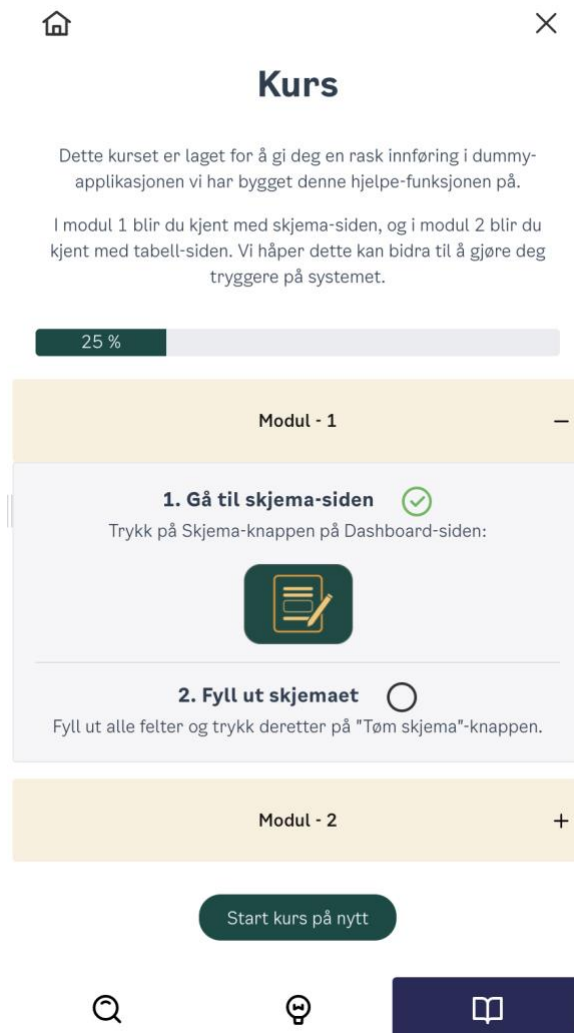 Kurs
Dette kurset er laget for å gi deg en rask innføring i dummy-
applikasjonen vi har bygget denne hjelpe-funksjonen på.
I modul 1 blir du kjent med skjema-siden, og i modul 2 blir du
kjent med tabell-siden. Vi håper dette kan bidra til å gjøre deg
tryggere på systemet.
25 %
Modul - 1
1. Gå til skjema-siden
Trykk på Skjema-knappen på Dashboard-siden:
2. Fyll ut skjemaet
Fyll ut alle felter og trykk deretter på "Tøm skjema"-knappen.
Modul - 2
Start kurs på nytt